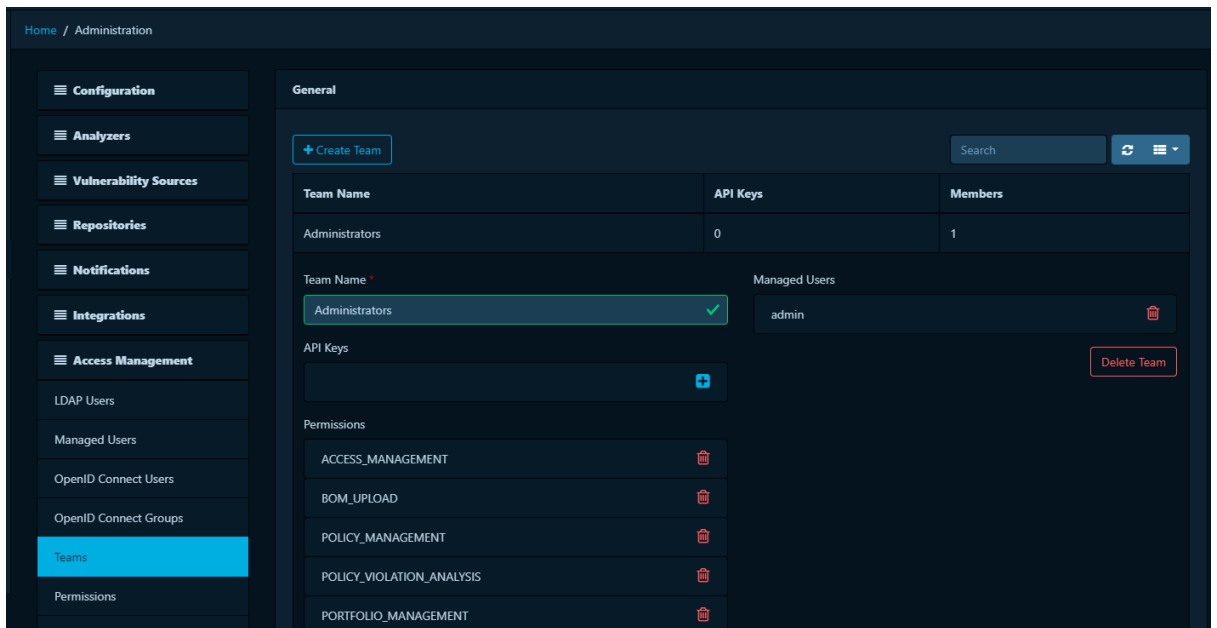 Home / Administration
Configuration
Analyzers
Vulnerability Sources
Repositories
Notifications
Integrations
Access Management
LDAP Users
Managed Users
OpenID Connect Users
OpenID Connect Groups
Teams
Permissions
General
Create Team
Search
Team Name API Keys Members
Administrators 0 1
Team Name *
Administrators
API Keys
Permissions
ACCESS_MANAGEMENT
BOM_UPLOAD
POLICY_MANAGEMENT
POLICY_VIOLATION_ANALYSIS
PORTFOLIO_MANAGEMENT
Managed Users
admin
Delete Team